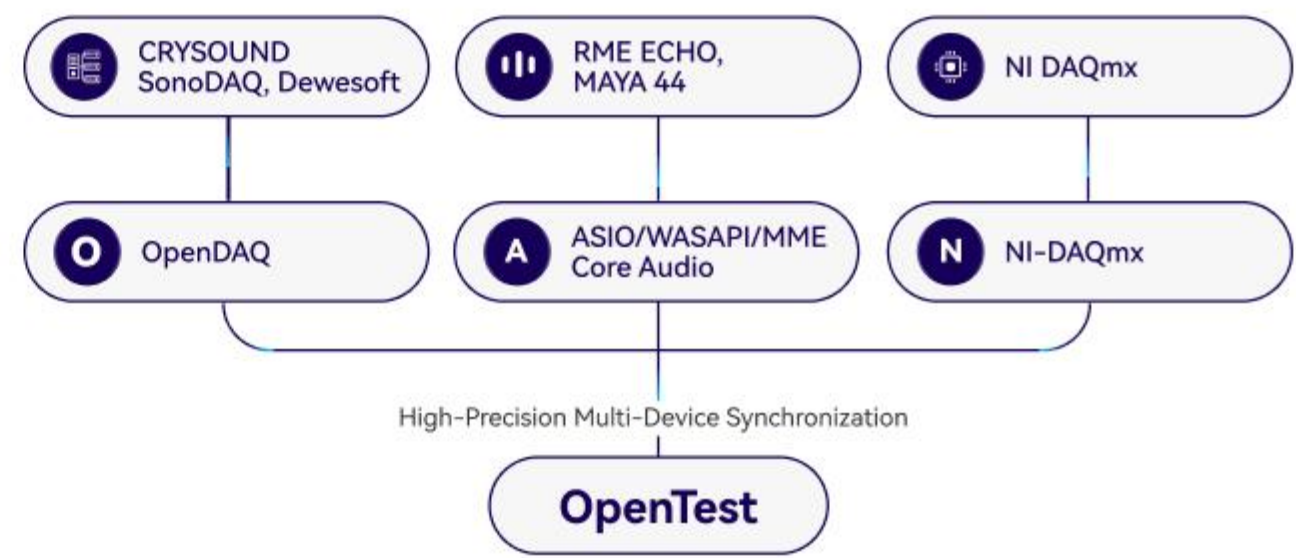 CRYSOUND
SonoDAQ, Dewesoft
RME ECHO,
MAYA 44
NI DAQmx
O
OpenDAQ
A
ASIO/WASAPI/MME
Core Audio
N
NI-DAQmx
High-Precision Multi-Device Synchronization
OpenTest